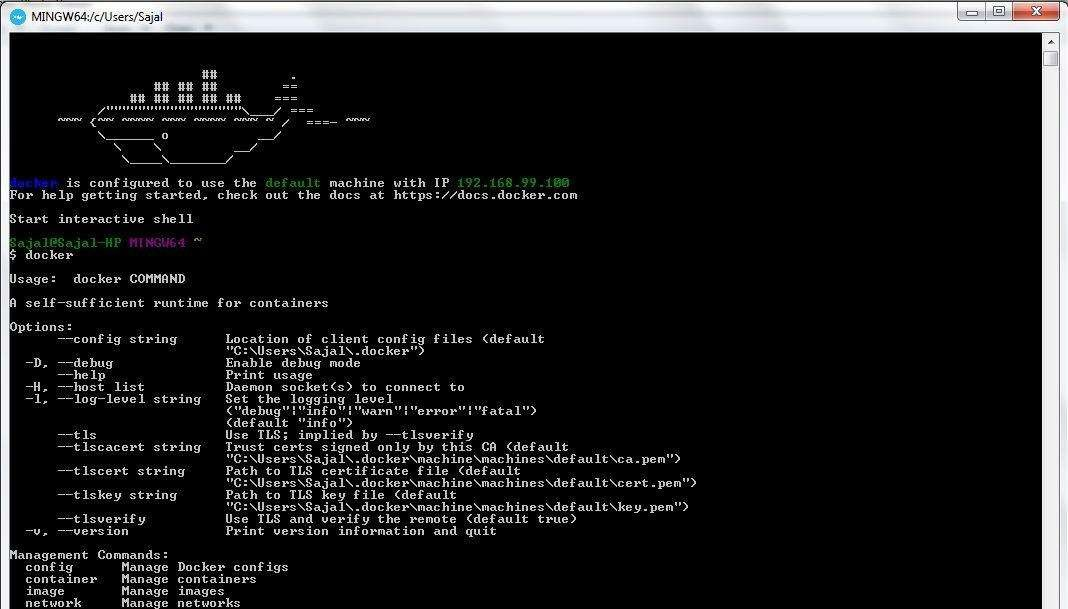 MINGW64:/c/Users/Sajal
##         .
## ## ##        ==
## ## ## ## ##    ===
/"""""""""""""""""\___/ ===
~~~ {~~ ~~~~ ~~~ ~~~~ ~~~ ~ /  ===- ~~~
\______ o           __/
\    \         __/
\____\_______/
docker is configured to use the default machine with IP 192.168.99.100
For help getting started, check out the docs at https://docs.docker.com
Start interactive shell
Sajal@Sajal-HP MINGW64 ~
$ docker
Usage:  docker COMMAND
A self-sufficient runtime for containers
Options:
--config string      Location of client config files (default
"C:\Users\Sajal\.docker")
-D, --debug              Enable debug mode
--help               Print usage
-H, --host list          Daemon socket(s) to connect to
-l, --log-level string   Set the logging level
("debug"|"info"|"warn"|"error"|"fatal")
(default "info")
--tls                Use TLS; implied by --tlsverify
--tlscacert string   Trust certs signed only by this CA (default
"C:\Users\Sajal\.docker\machine\machines\default\ca.pem")
--tlscert string     Path to TLS certificate file (default
"C:\Users\Sajal\.docker\machine\machines\default\cert.pem")
--tlskey string      Path to TLS key file (default
"C:\Users\Sajal\.docker\machine\machines\default\key.pem")
--tlsverify          Use TLS and verify the remote (default true)
-v, --version            Print version information and quit
Management Commands:
config      Manage Docker configs
container   Manage containers
image       Manage images
network     Manage networks